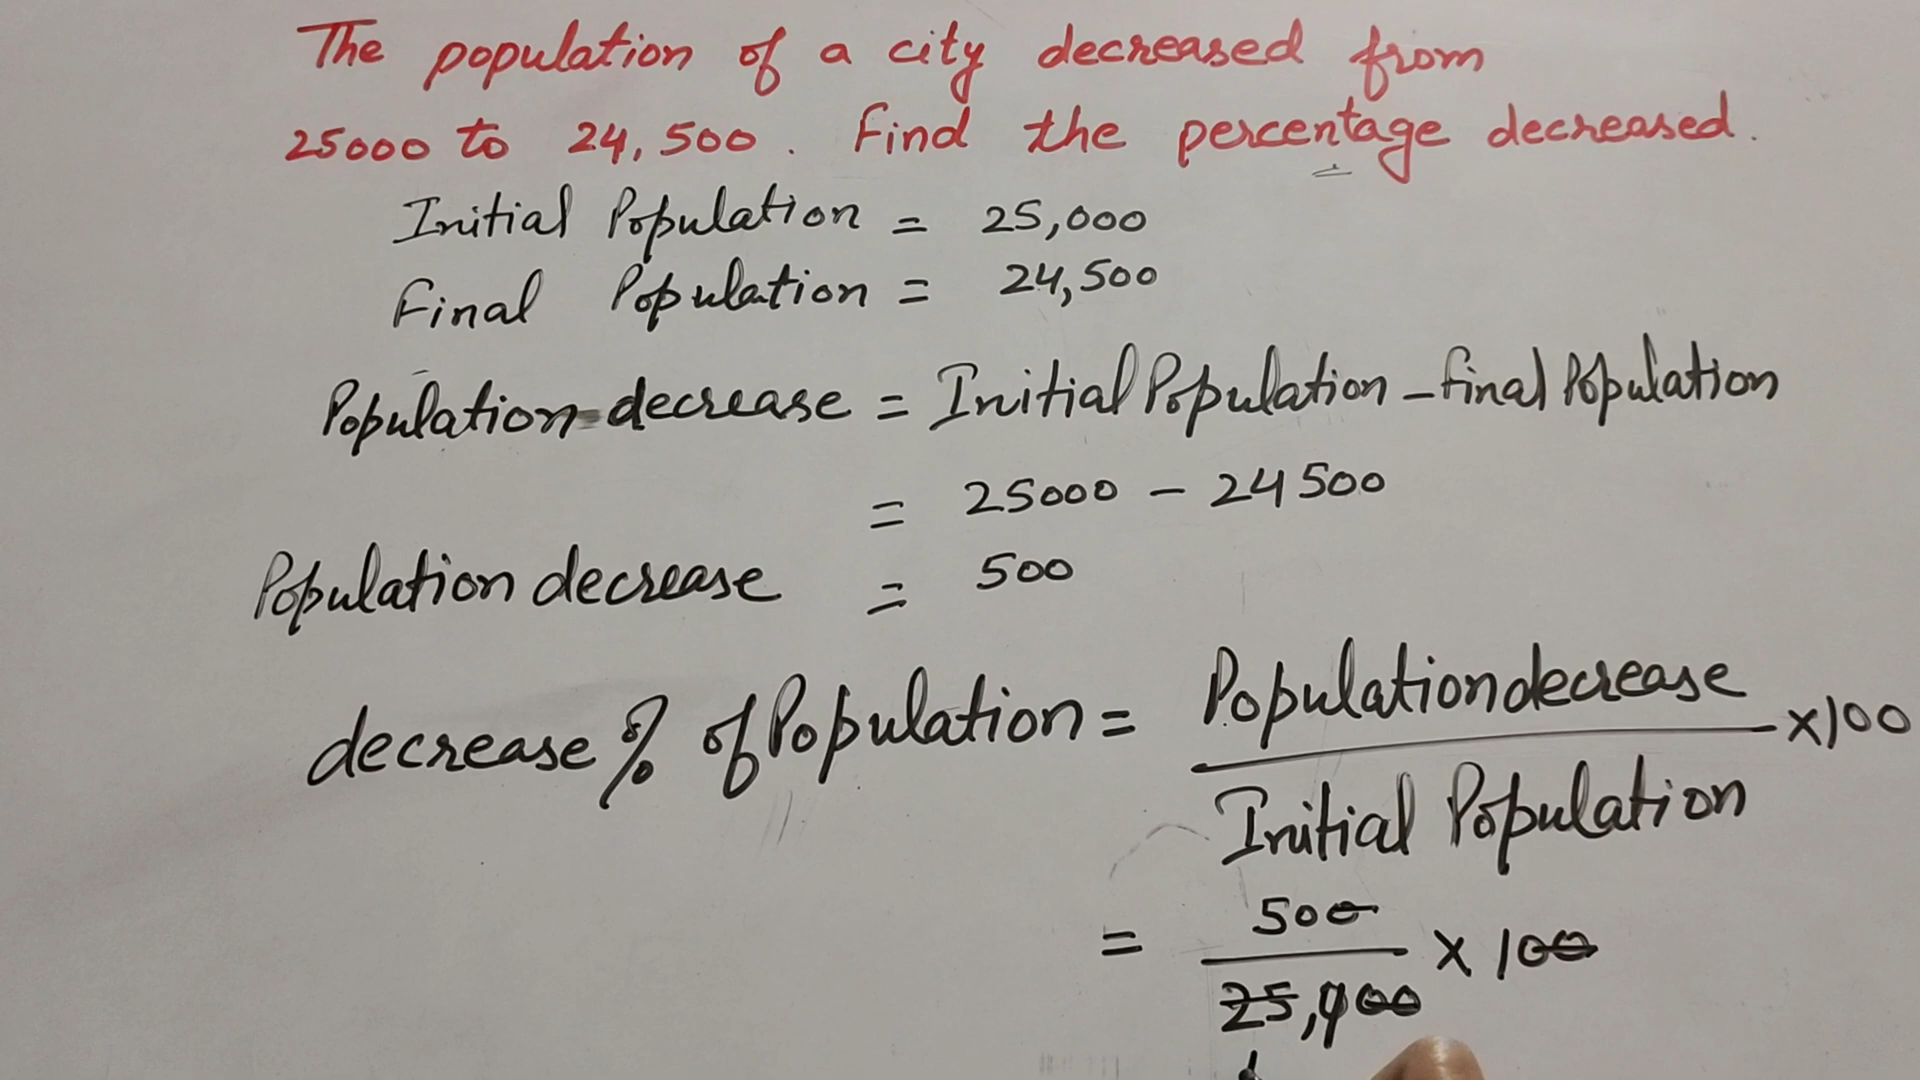 The population of a city decreased from
25000 to 24,500. Find the percentage decreased.
Initial Population = 25,000
Final Population = 24,500
Population decrease = Initial Population - Final Population
= 25000 - 24500
Population decrease = 500
decrease % of Population = Population decrease / Initial Population × 100
= 500 / 25,000 × 100